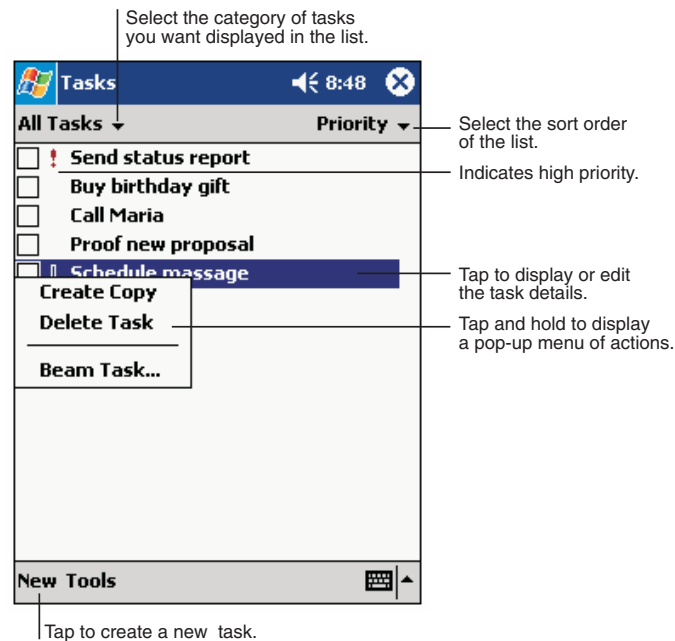 Select the category of tasks
you want displayed in the list.
Tasks 8:48
All Tasks Priority
Select the sort order
of the list.
! Send status report
Indicates high priority.
Buy birthday gift
Call Maria
Proof new proposal
Schedule massage
Tap to display or edit
the task details.
Create Copy
Delete Task
Tap and hold to display
a pop-up menu of actions.
Beam Task...
New Tools
Tap to create a new task.